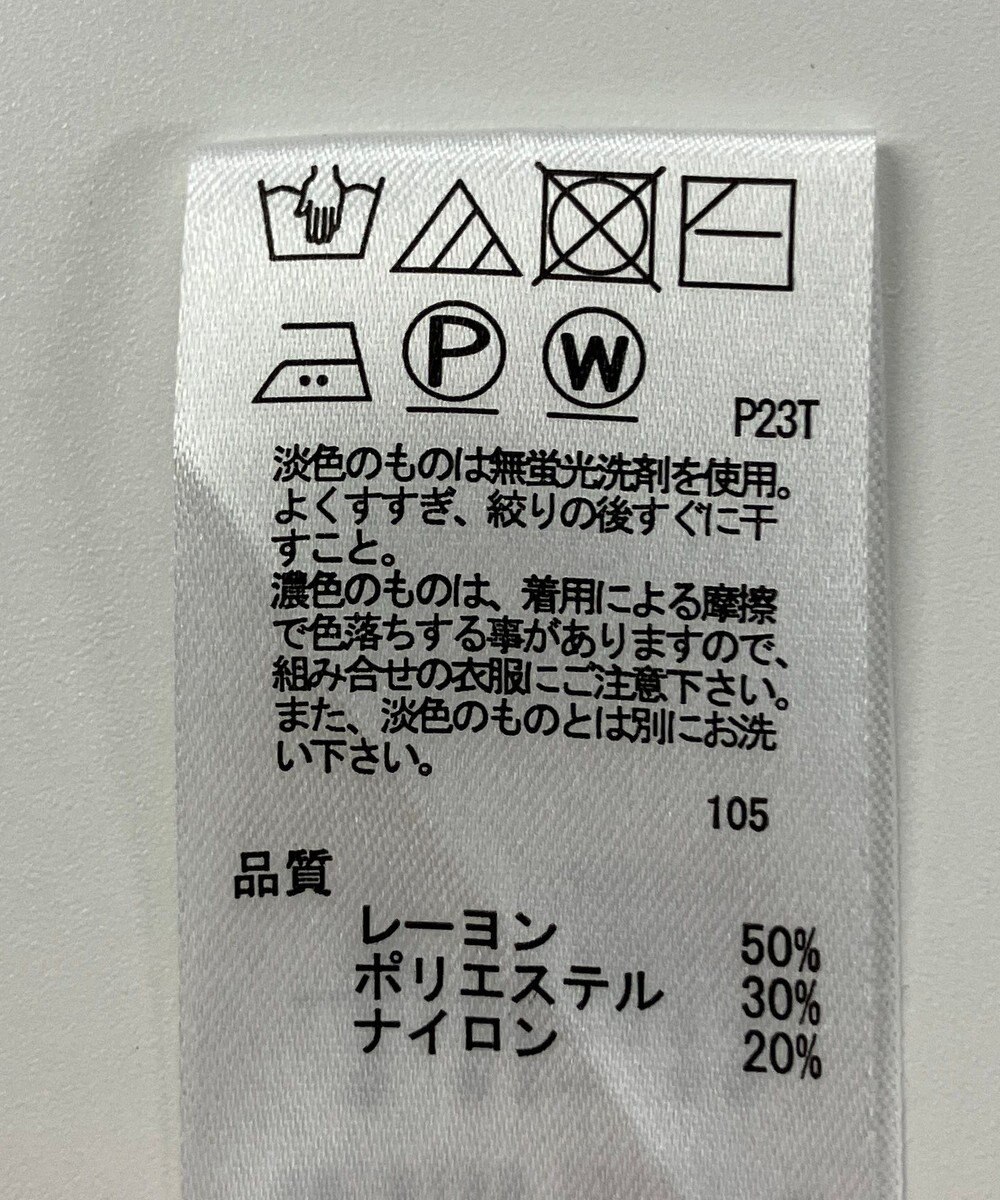 P W
P23T
淡色のものは無蛍光洗剤を使用。
よくすすぎ、絞りの後すぐに干
すこと。
濃色のものは、着用による摩擦
で色落ちする事がありますので、
組み合せの衣服にご注意下さい。
また、淡色のものとは別にお洗
い下さい。
105
品質
レーヨン 50%
ポリエステル 30%
ナイロン 20%